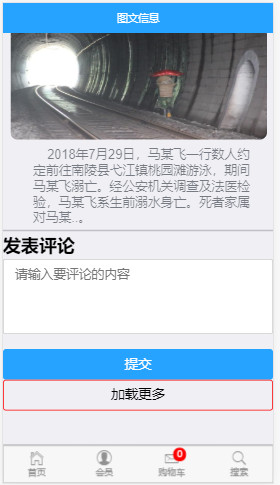 图文信息
2018年7月29日，马某飞一行数人约
定前往南陵县弋江镇桃园滩游泳，期间
马某飞溺亡。经公安机关调查及法医检
验，马某飞系生前溺水身亡。死者家属
对马某..。
发表评论
请输入要评论的内容
提交
加载更多
0
首页 会员 购物车 搜索